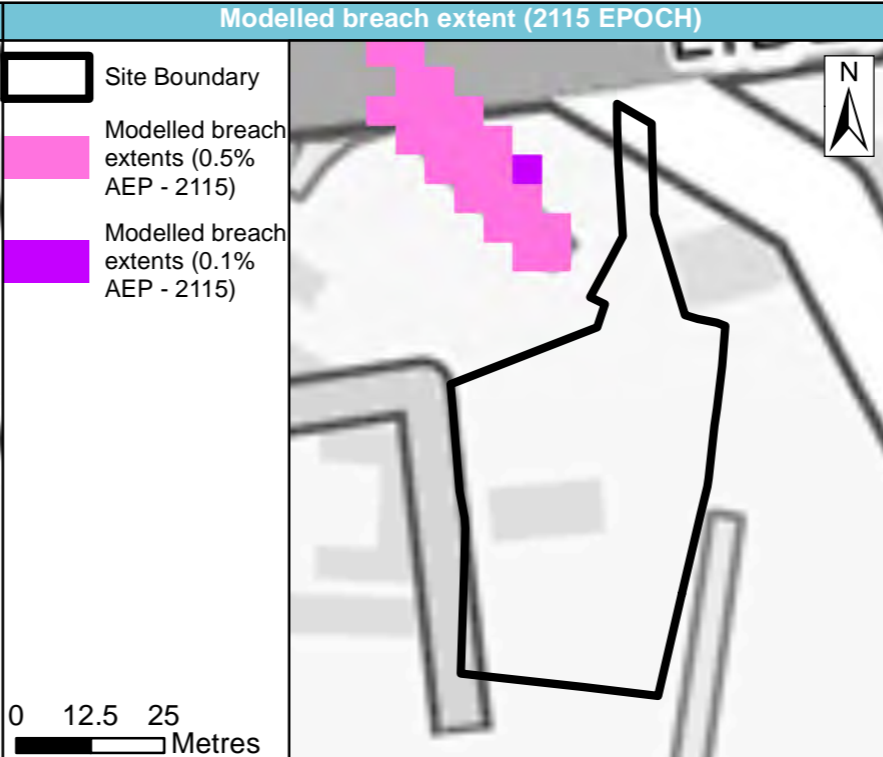 Modelled breach extent (2115 EPOCH)
Site Boundary
Modelled breach
extents (0.5%
AEP - 2115)
Modelled breach
extents (0.1%
AEP - 2115)
0 12.5 25
Metres
N